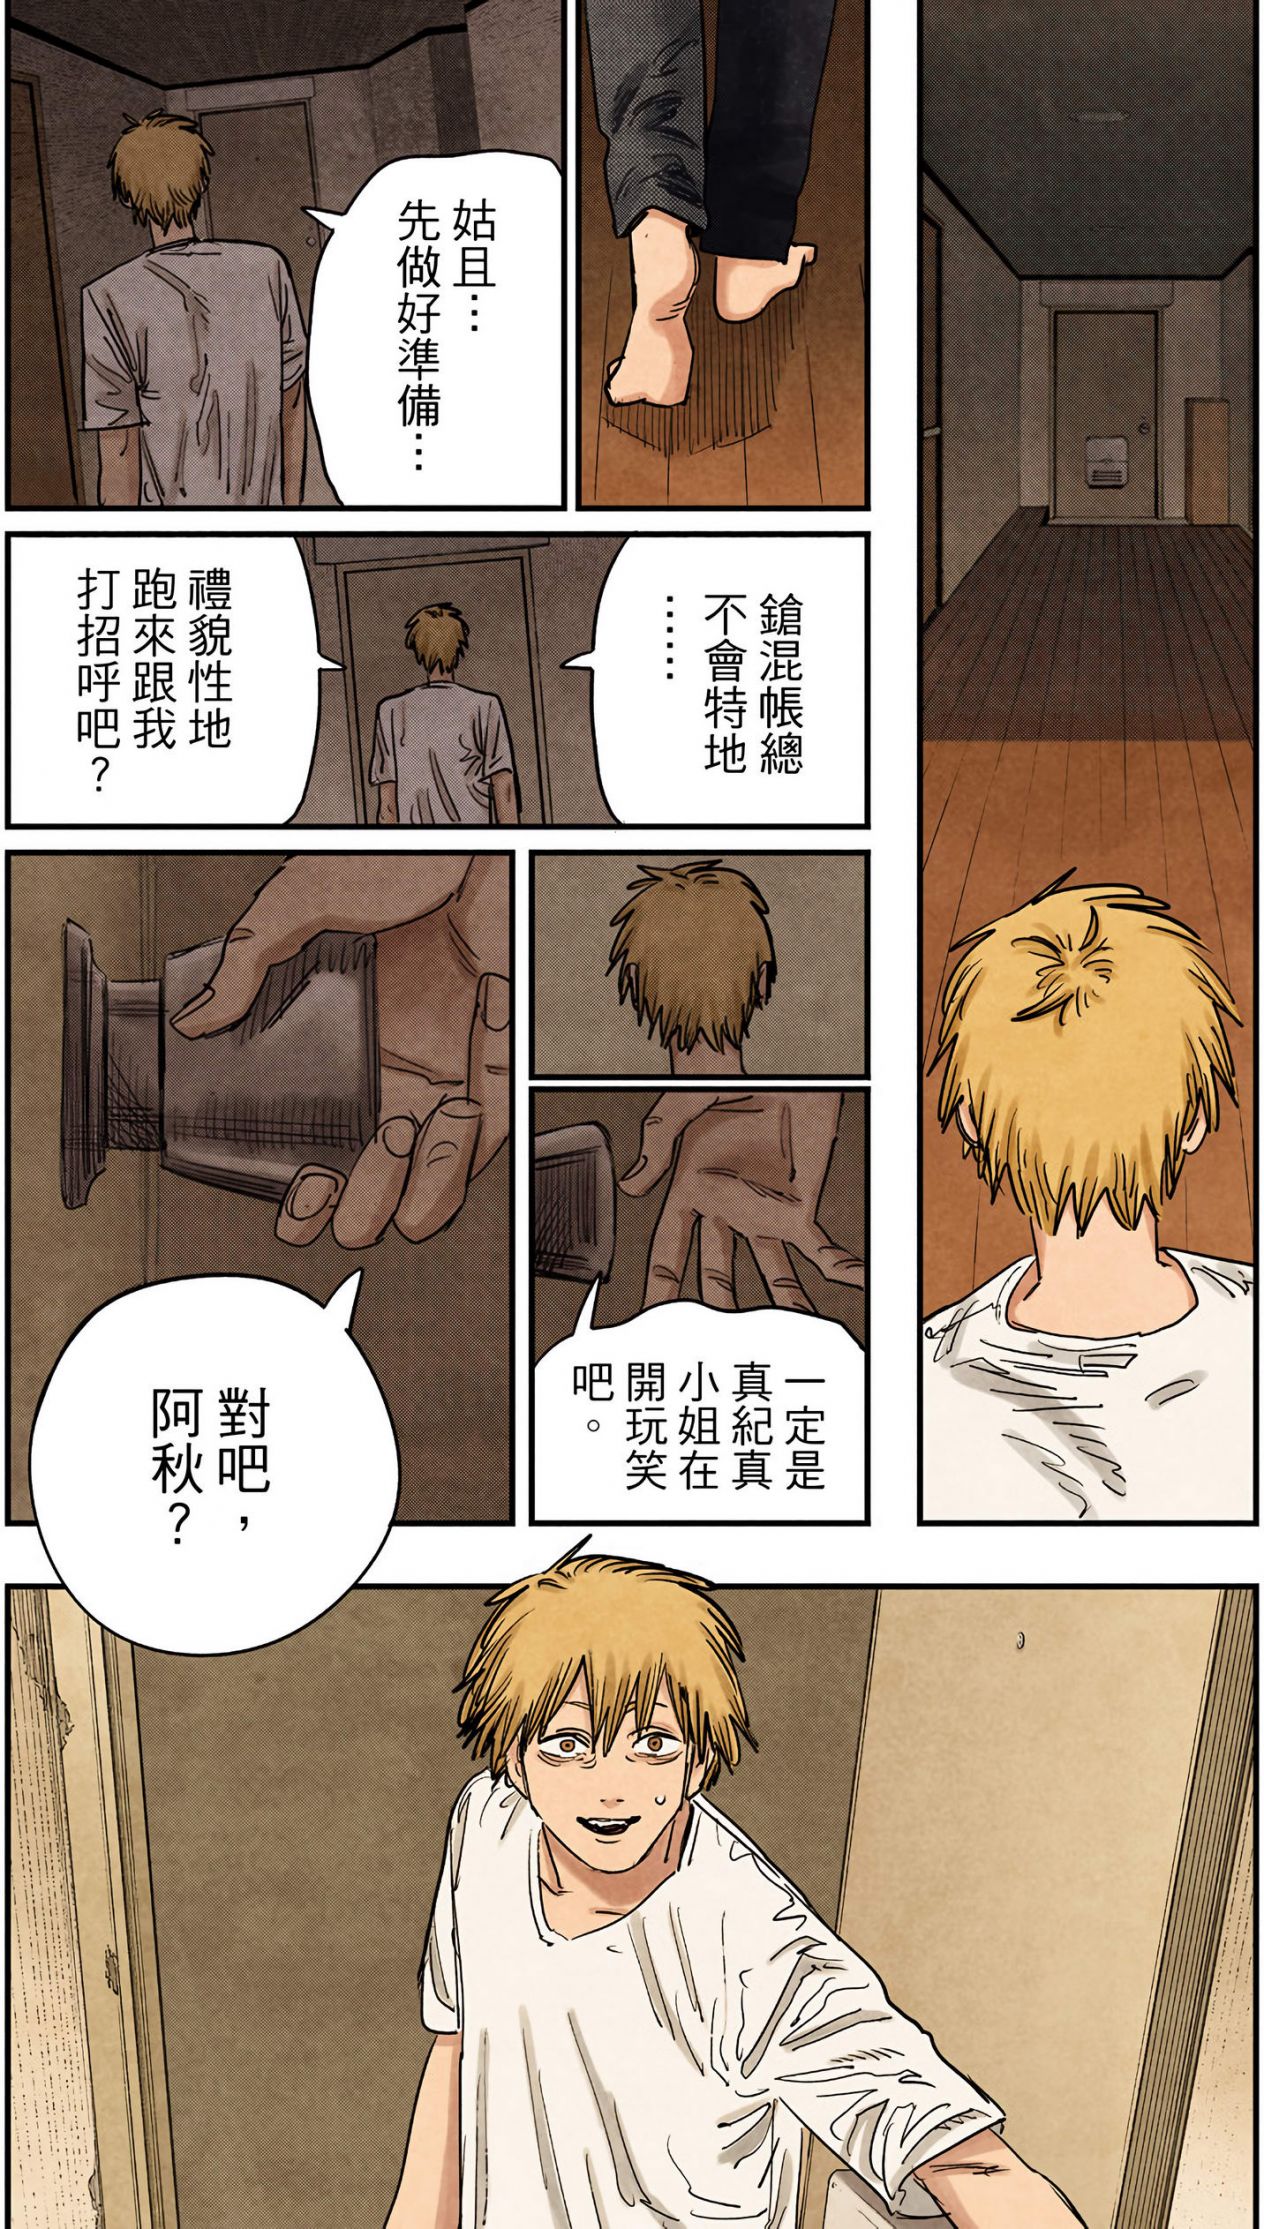 姑且⋯
先做好準備⋯
鎗混帳總
不會特地
⋯⋯
禮貌性地
跑來跟我
打招呼吧？
一定是
真紀真
小姐在
開玩笑
吧。
對吧，
阿秋？